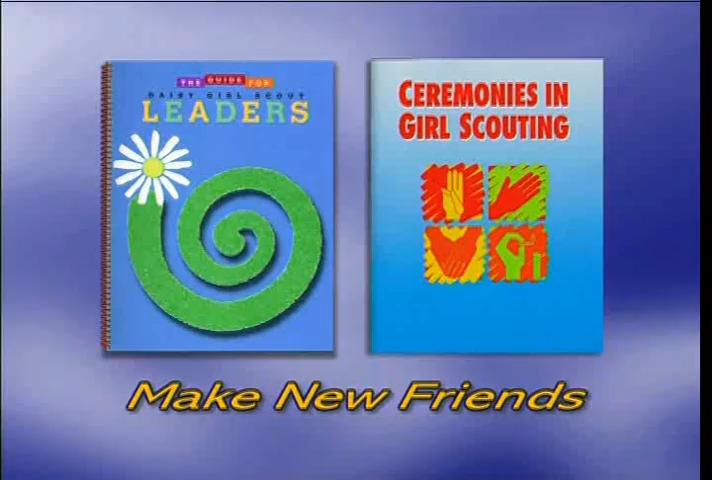 THE GUIDE FOR
DAISY GIRL SCOUT
LEADERS
CEREMONIES IN
GIRL SCOUTING
Make New Friends